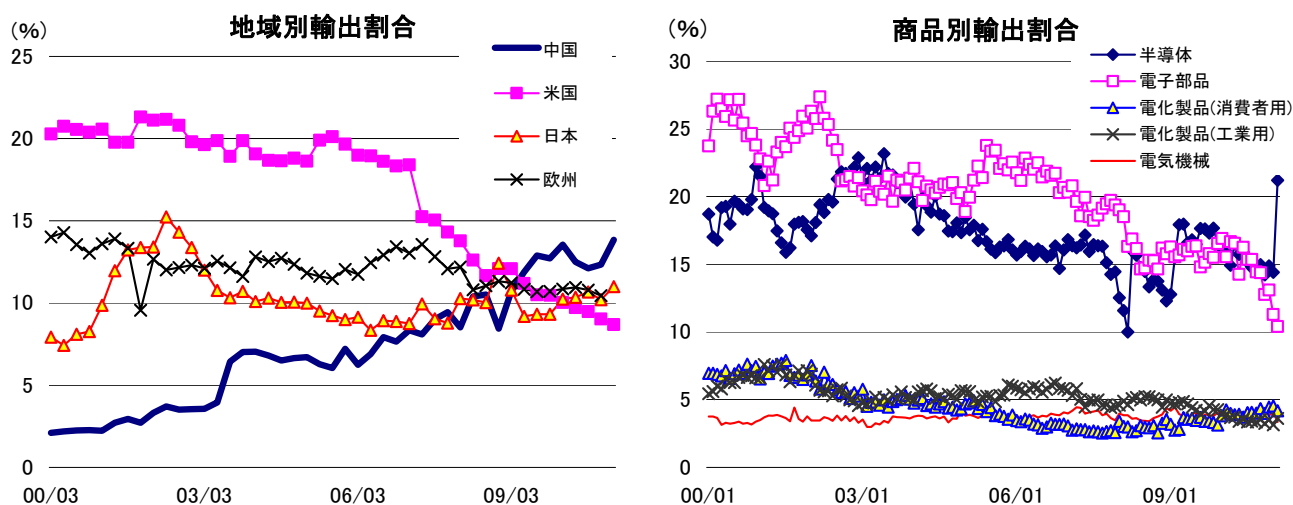 地域別輸出割合
(%)
25
20
15
10
5
0
00/03
03/03
06/03
09/03
中国
米国
日本
欧州
商品別輸出割合
(%)
30
25
20
15
10
5
0
00/01
03/01
06/01
09/01
半導体
電子部品
電化製品(消費者用)
電化製品(工業用)
電気機械